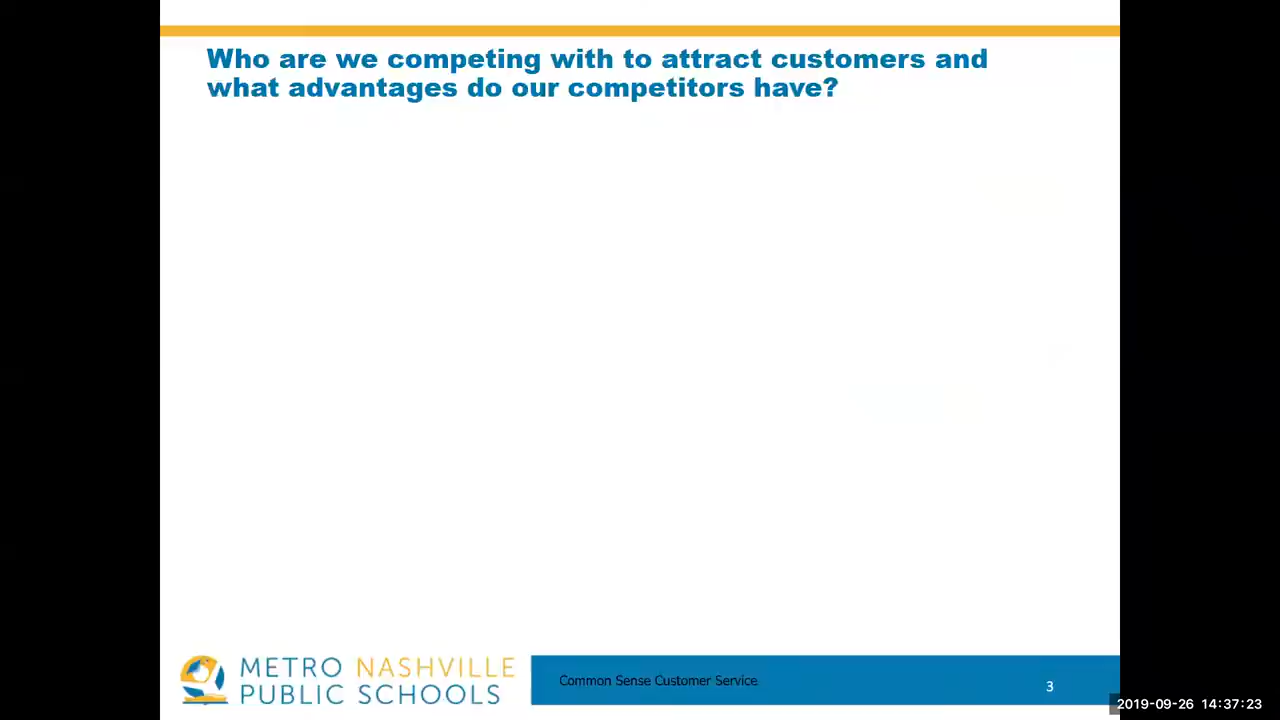 Who are we competing with to attract customers and
what advantages do our competitors have?
METRO NASHVILLE
PUBLIC SCHOOLS
Common Sense Customer Service
3
2019-09-26 14:37:23